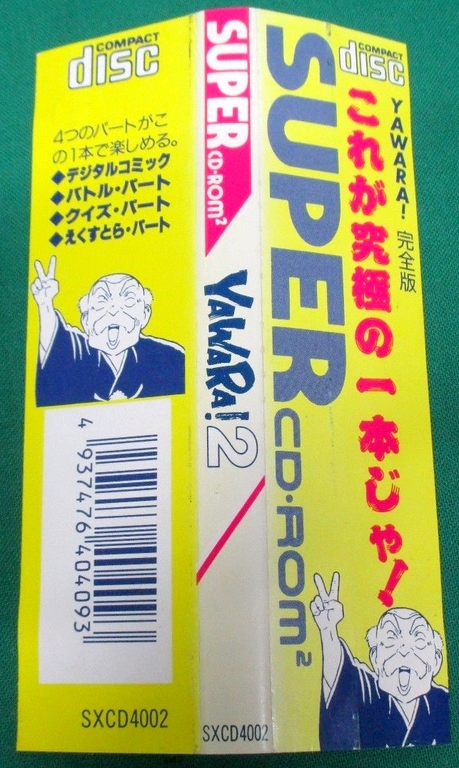 COMPACT
disc
4つのパートがこ
の1本で楽しめる。
◆デジタルコミック
◆バトル・パート
◆クイズ・パート
◆えくすとら・パート
4 937476 404093
SXCD4002
SUPER CD-ROM²
YAWARA! 2
SXCD4002
SUPER CD-ROM²
COMPACT
disc
YAWARA! 完全版
これが究極の一本じゃ!